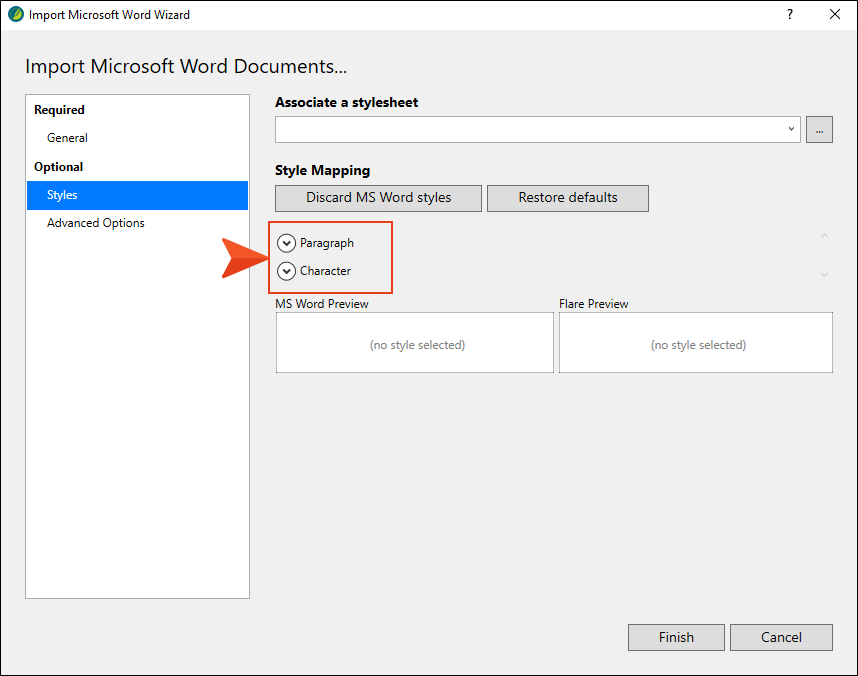 Import Microsoft Word Wizard
?
Import Microsoft Word Documents...
Required
General
Optional
Styles
Advanced Options
Associate a stylesheet
...
Style Mapping
Discard MS Word styles
Restore defaults
Paragraph
Character
MS Word Preview
Flare Preview
(no style selected)
(no style selected)
Finish
Cancel